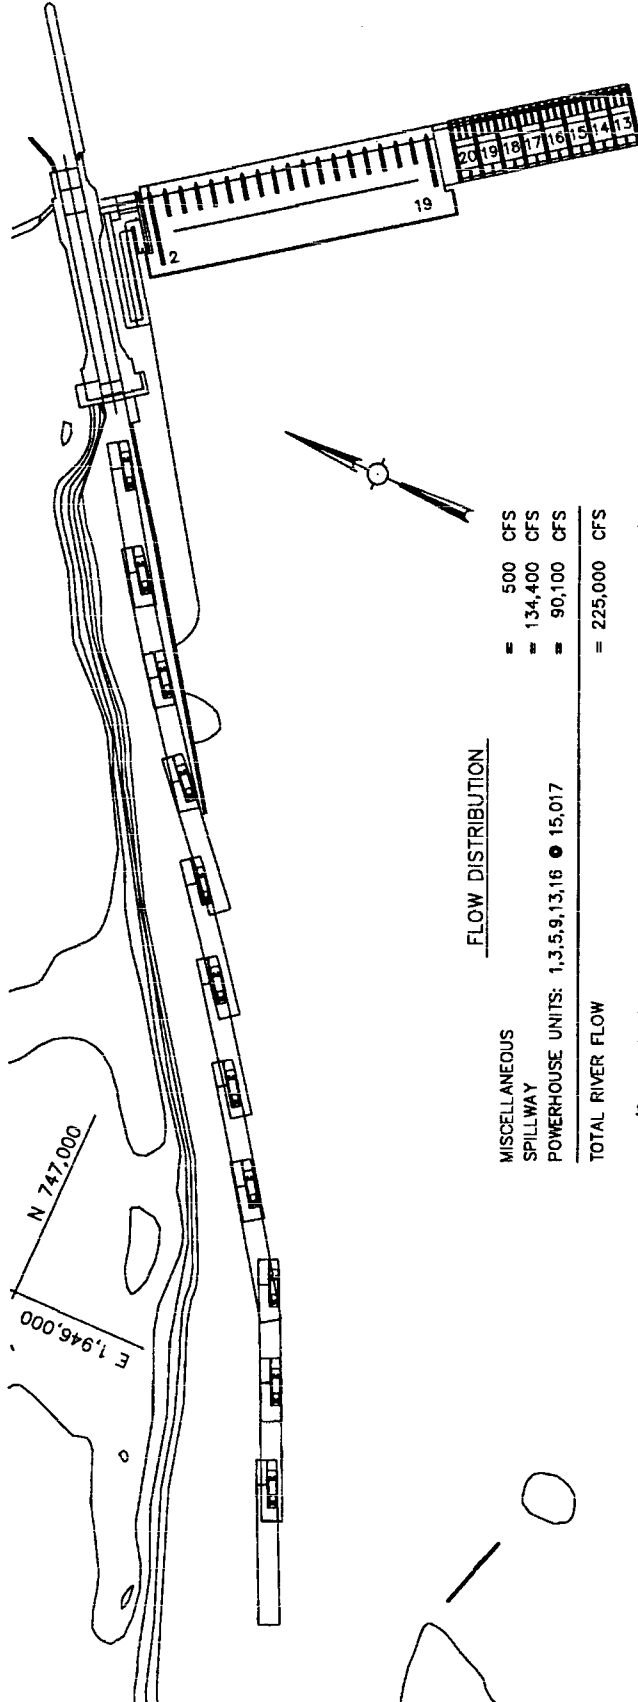 20 19 18 17 16 15 14 13
19
2
FLOW DISTRIBUTION
MISCELLANEOUS = 500 CFS
SPILLWAY = 134,400 CFS
POWERHOUSE UNITS: 1,3,5,9,13,16 @ 15,017 = 90,100 CFS
TOTAL RIVER FLOW = 225,000 CFS
N 747,000
E 1,946,000